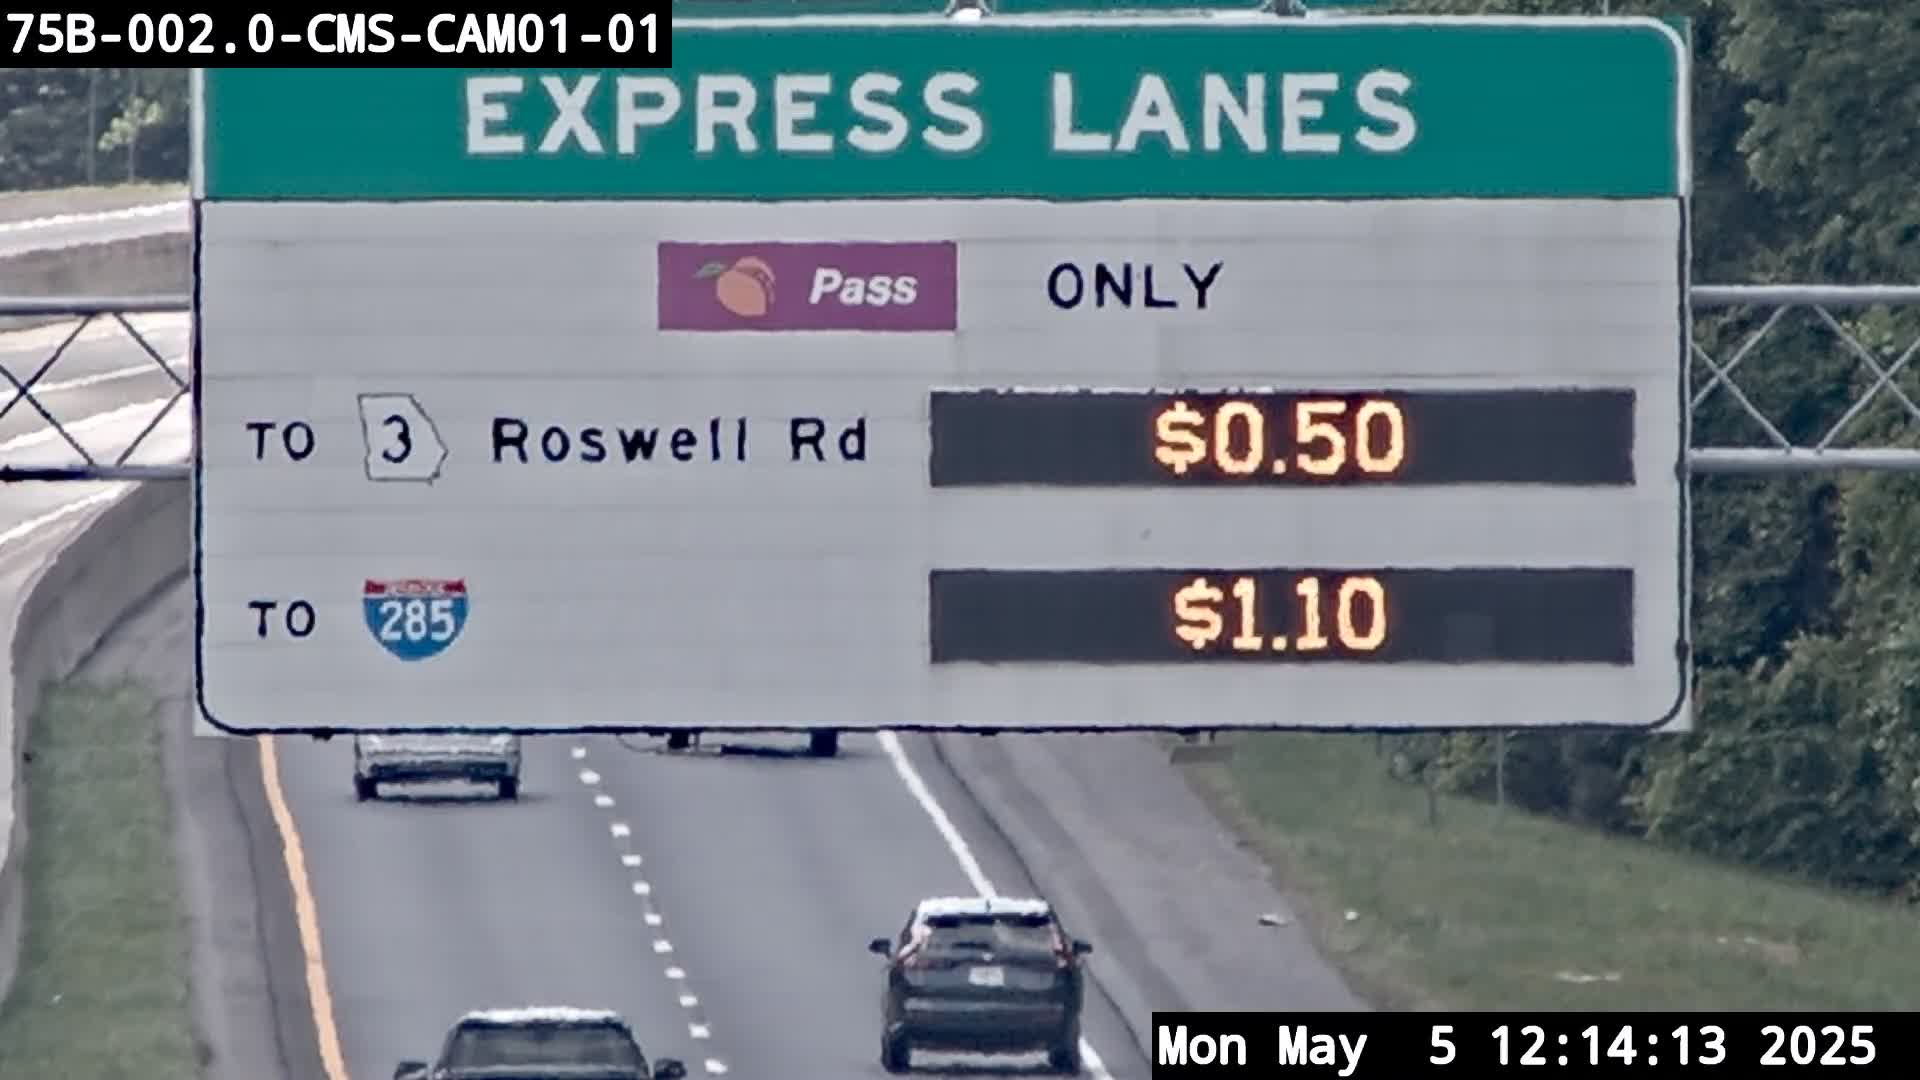 75B-002.0-CMS-CAM01-01
EXPRESS LANES
Pass ONLY
TO 3 Roswell Rd $0.50
TO 285 $1.10
Mon May 5 12:14:13 2025